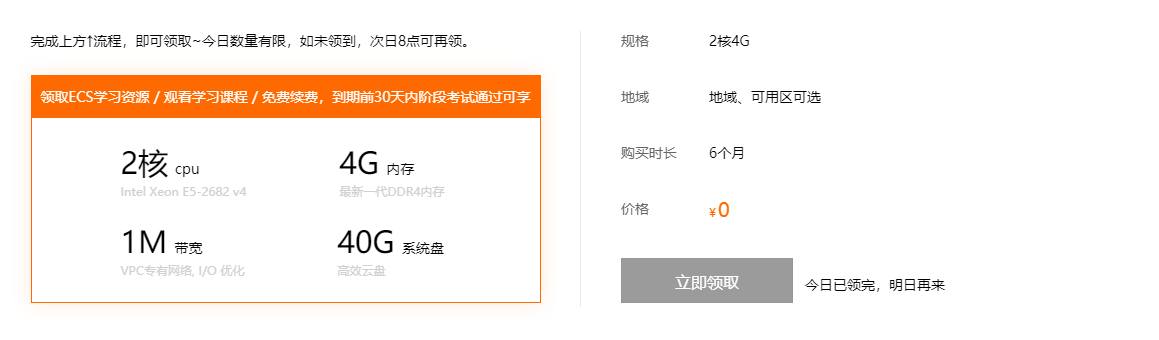 完成上方↑流程，即可领取~今日数量有限，如未领到，次日8点可再领。
领取ECS学习资源 / 观看学习课程 / 免费续费，到期前30天内阶段考试通过可享
2核 cpu
Intel Xeon E5-2682 v4
4G 内存
最新一代DDR4内存
1M 带宽
VPC专有网络, I/O 优化
40G 系统盘
高效云盘
规格 2核4G
地域 地域、可用区可选
购买时长 6个月
价格 ¥0
立即领取 今日已领完，明日再来